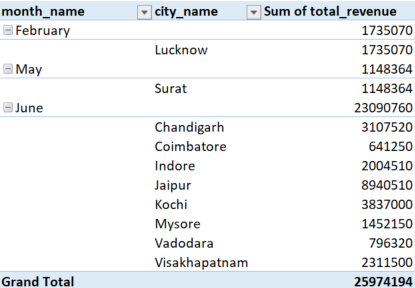 month_name city_name Sum of total_revenue
February 1735070
Lucknow 1735070
May 1148364
Surat 1148364
June 23090760
Chandigarh 3107520
Coimbatore 641250
Indore 2004510
Jaipur 8940510
Kochi 3837000
Mysore 1452150
Vadodara 796320
Visakhapatnam 2311500
Grand Total 25974194